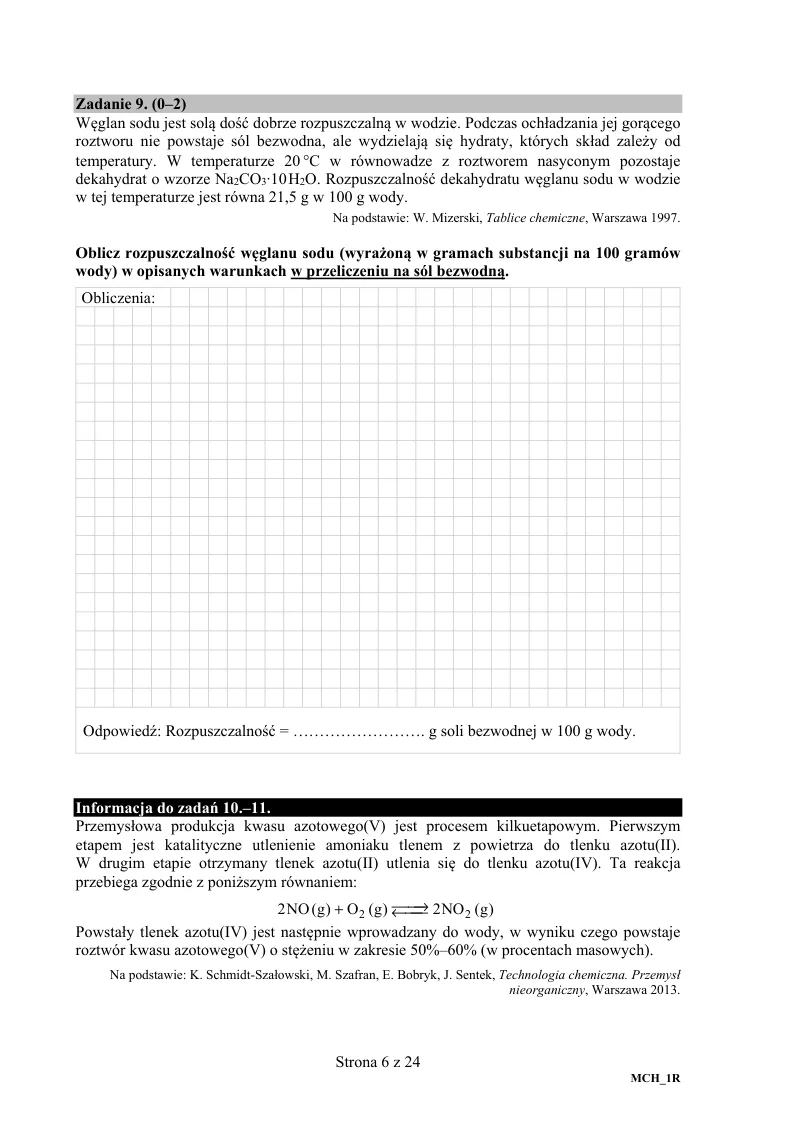 Zadanie 9. (0–2)
Węglan sodu jest solą dość dobrze rozpuszczalną w wodzie. Podczas ochładzania jej gorącego
roztworu nie powstaje sól bezwodna, ale wydzielają się hydraty, których skład zależy od
temperatury. W temperaturze 20 °C w równowadze z roztworem nasyconym pozostaje
dekahydrat o wzorze Na₂CO₃·10H₂O. Rozpuszczalność dekahydratu węglanu sodu w wodzie
w tej temperaturze jest równa 21,5 g w 100 g wody.
Na podstawie: W. Mizerski, Tablice chemiczne, Warszawa 1997.
Oblicz rozpuszczalność węglanu sodu (wyrażoną w gramach substancji na 100 gramów
wody) w opisanych warunkach w przeliczeniu na sól bezwodną.
Obliczenia:
Odpowiedź: Rozpuszczalność = ……………………. g soli bezwodnej w 100 g wody.
Informacja do zadań 10.–11.
Przemysłowa produkcja kwasu azotowego(V) jest procesem kilkuetapowym. Pierwszym
etapem jest katalityczne utlenienie amoniaku tlenem z powietrza do tlenku azotu(II).
W drugim etapie otrzymany tlenek azotu(II) utlenia się do tlenku azotu(IV). Ta reakcja
przebiega zgodnie z poniższym równaniem:
2NO (g) + O₂ (g) ⇄ 2NO₂ (g)
Powstały tlenek azotu(IV) jest następnie wprowadzany do wody, w wyniku czego powstaje
roztwór kwasu azotowego(V) o stężeniu w zakresie 50%–60% (w procentach masowych).
Na podstawie: K. Schmidt-Szałowski, M. Szafran, E. Bobryk, J. Sentek, Technologia chemiczna. Przemysł
nieorganiczny, Warszawa 2013.
Strona 6 z 24
MCH_1R